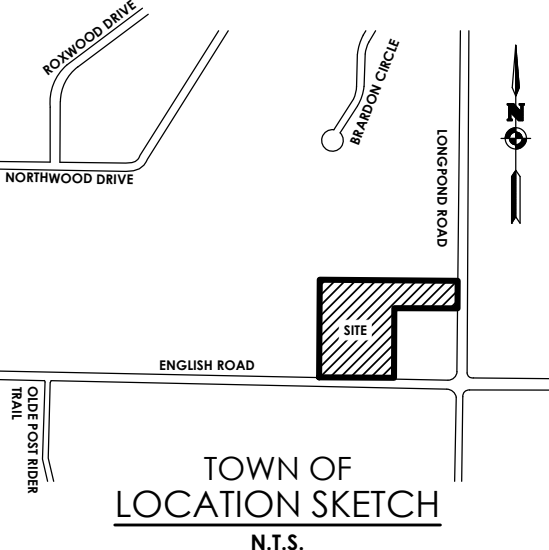 ROXWOOD DRIVE
BRARDON CIRCLE
N
LONGPOND ROAD
NORTHWOOD DRIVE
SITE
ENGLISH ROAD
OLDE POST RIDER
TRAIL
TOWN OF
LOCATION SKETCH
N.T.S.